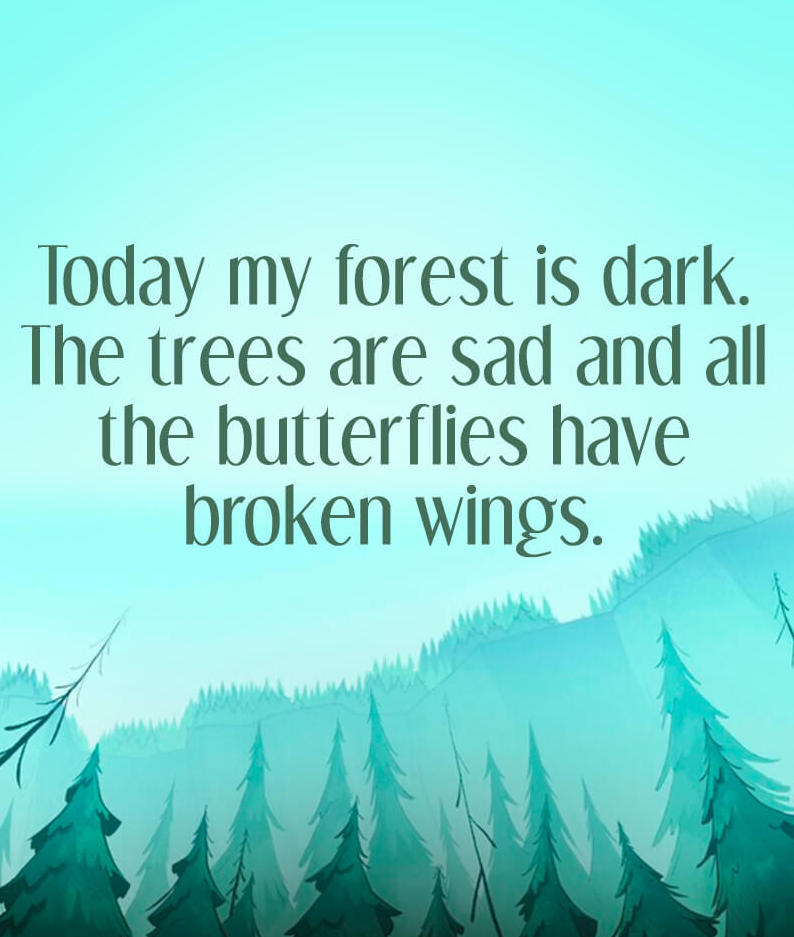 Today my forest is dark.
The trees are sad and all
the butterflies have
broken wings.